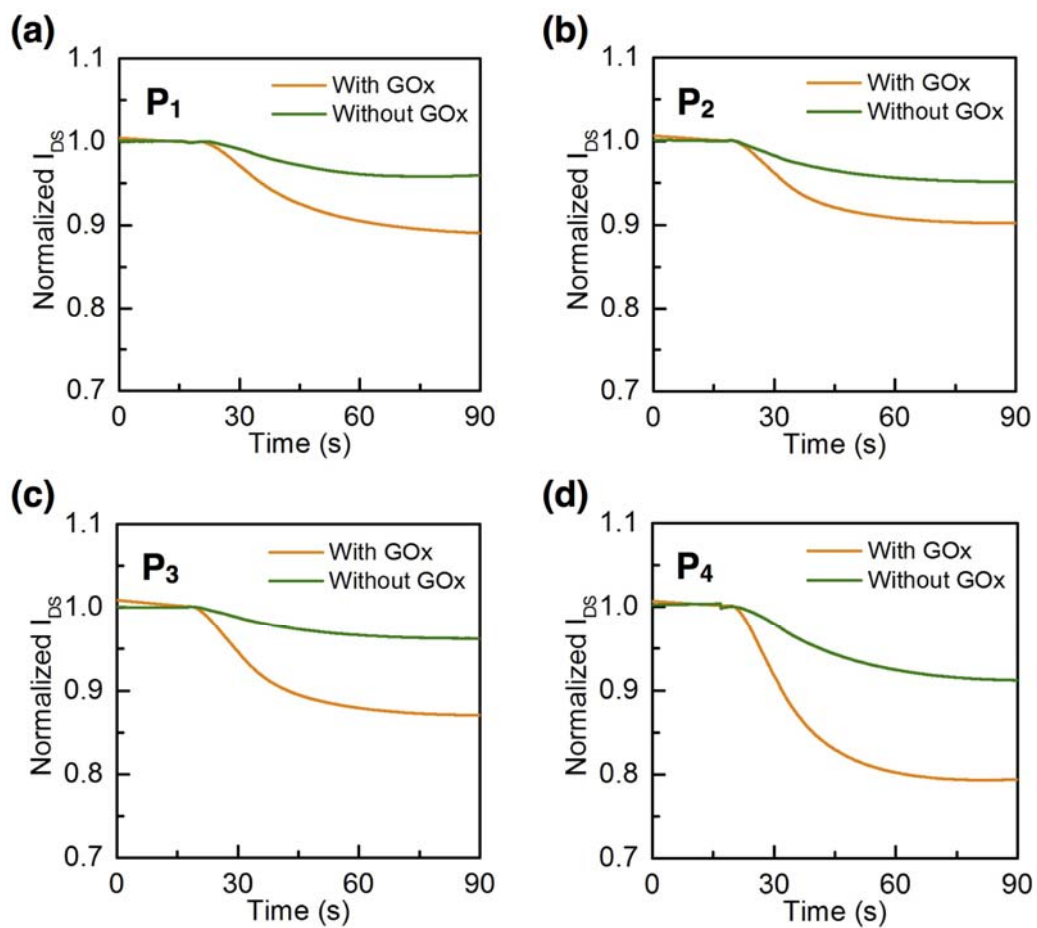 (a)
1.1
P1
With GOx
Without GOx
1.0
0.9
0.8
0.7
Normalized IDS
0 30 60 90
Time (s)
(b)
1.1
P2
With GOx
Without GOx
1.0
0.9
0.8
0.7
Normalized IDS
0 30 60 90
Time (s)
(c)
1.1
P3
With GOx
Without GOx
1.0
0.9
0.8
0.7
Normalized IDS
0 30 60 90
Time (s)
(d)
1.1
P4
With GOx
Without GOx
1.0
0.9
0.8
0.7
Normalized IDS
0 30 60 90
Time (s)